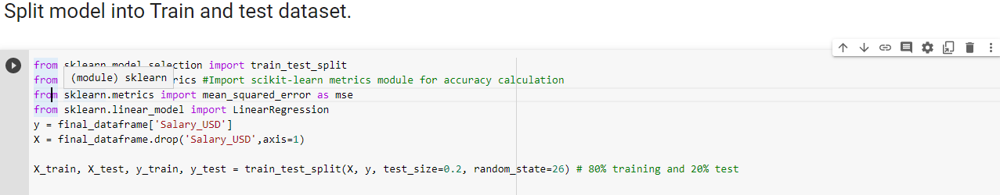 Split model into Train and test dataset.
from sklearn.model_selection import train_test_split
from rics #Import scikit-learn metrics module for accuracy calculation
(module) sklearn
from sklearn.metrics import mean_squared_error as mse
from sklearn.linear_model import LinearRegression
y = final_dataframe['Salary_USD']
X = final_dataframe.drop('Salary_USD',axis=1)
X_train, X_test, y_train, y_test = train_test_split(X, y, test_size=0.2, random_state=26) # 80% training and 20% test